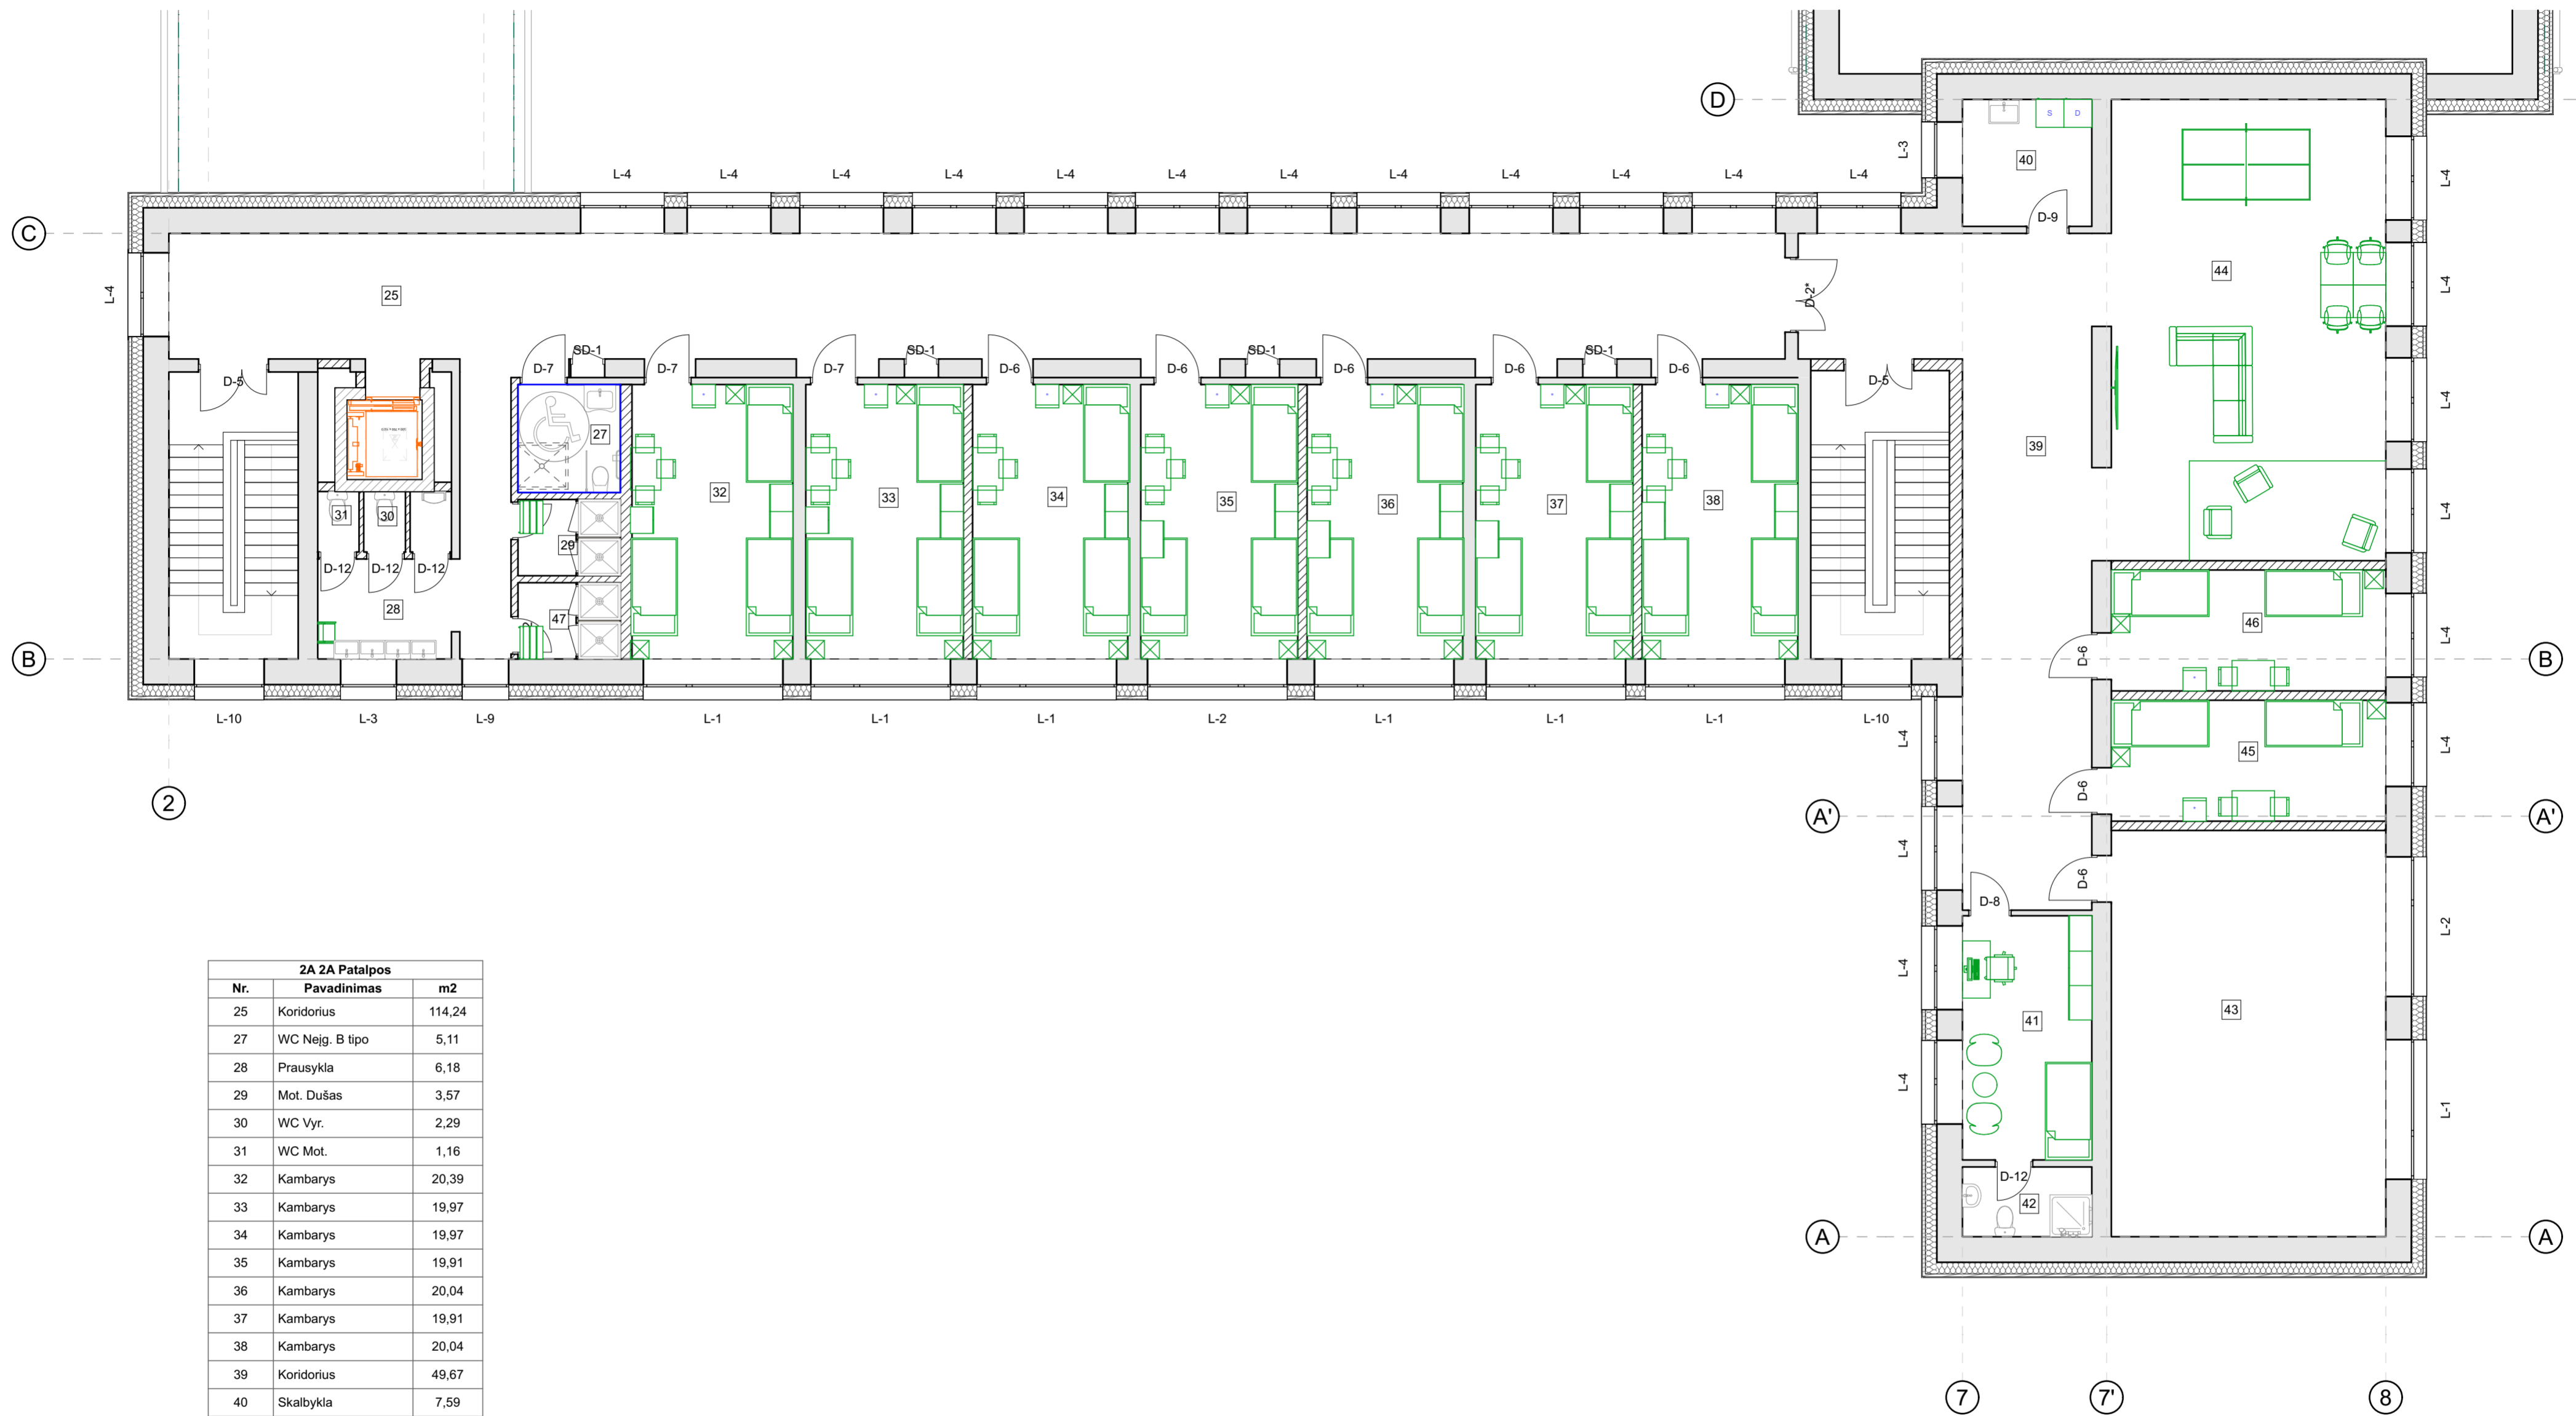 D
S D
40
L-3
L-4 L-4 L-4 L-4 L-4 L-4 L-4 L-4 L-4 L-4 L-4 L-4
L-4
D-9
C
44
L-4
25
L-4
D-2*
D-7 SD-1 D-7 D-7 SD-1 D-6 D-6 SD-1 D-6 D-6 SD-1 D-6
D-5
D-5
L-4
27
39
32 33 34 35 36 37 38
31 30
29
L-4
D-12 D-12 D-12
28
47
46
L-4
B
D-6
B
L-10 L-3 L-9 L-1 L-1 L-1 L-2 L-1 L-1 L-1 L-10
L-4
45
L-4
D-6
2
A'
A'
L-4
D-6
D-8
L-2
L-4
41
43
L-4
L-1
D-12
42
A
A
7 7' 8
2A 2A Patalpos
Nr. Pavadinimas m2
25 Koridorius 114,24
27 WC Neįg. B tipo 5,11
28 Prausykla 6,18
29 Mot. Dušas 3,57
30 WC Vyr. 2,29
31 WC Mot. 1,16
32 Kambarys 20,39
33 Kambarys 19,97
34 Kambarys 19,97
35 Kambarys 19,91
36 Kambarys 20,04
37 Kambarys 19,91
38 Kambarys 20,04
39 Koridorius 49,67
40 Skalbykla 7,59